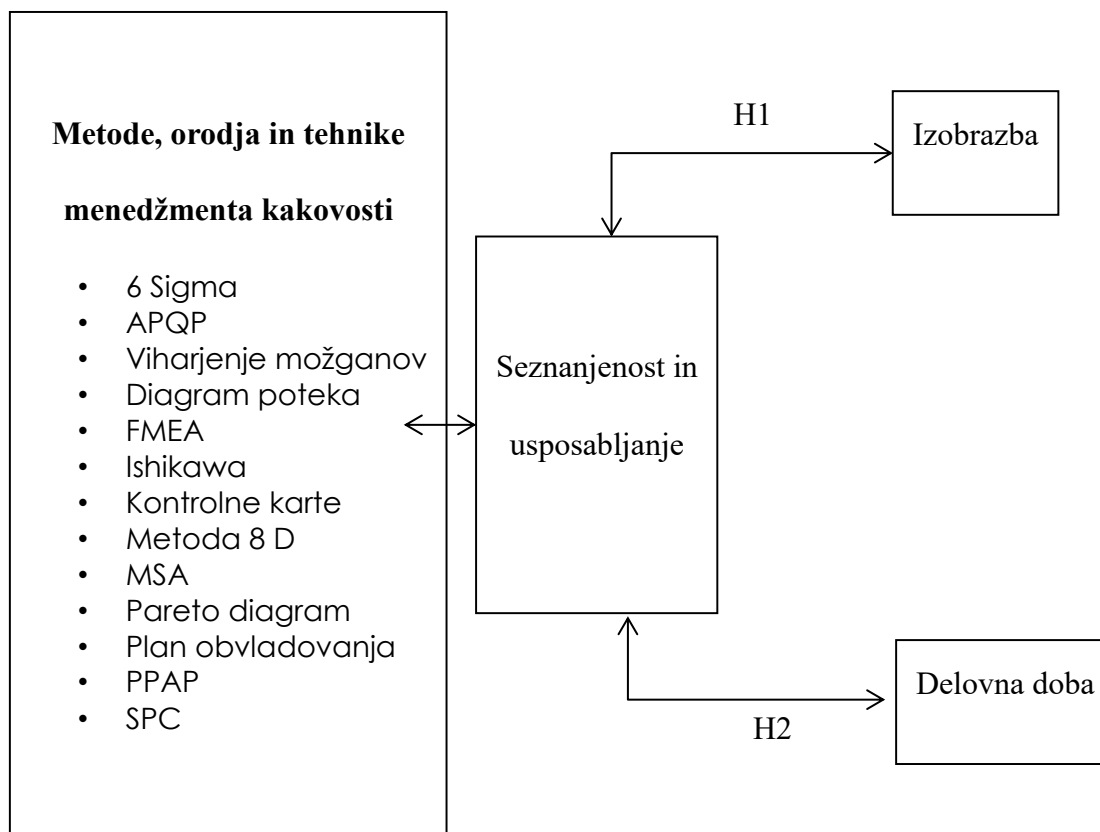 Metode, orodja in tehnike
menedžmenta kakovosti
• 6 Sigma
• APQP
• Viharjenje možganov
• Diagram poteka
• FMEA
• Ishikawa
• Kontrolne karte
• Metoda 8 D
• MSA
• Pareto diagram
• Plan obvladovanja
• PPAP
• SPC
Seznanjenost in
usposabljanje
H1
Izobrazba
H2
Delovna doba